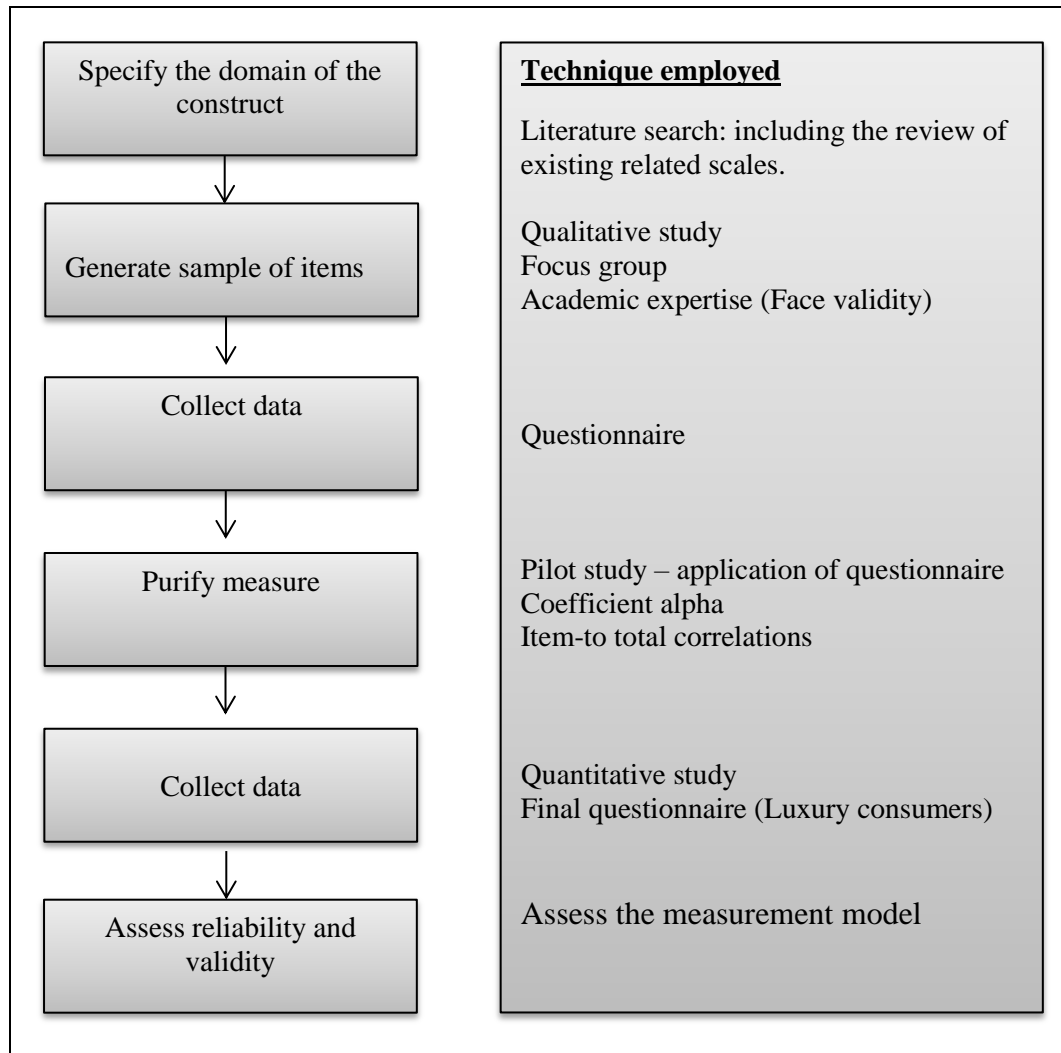 Specify the domain of the
construct
Generate sample of items
Collect data
Purify measure
Collect data
Assess reliability and
validity
Technique employed
Literature search: including the review of
existing related scales.
Qualitative study
Focus group
Academic expertise (Face validity)
Questionnaire
Pilot study – application of questionnaire
Coefficient alpha
Item-to total correlations
Quantitative study
Final questionnaire (Luxury consumers)
Assess the measurement model